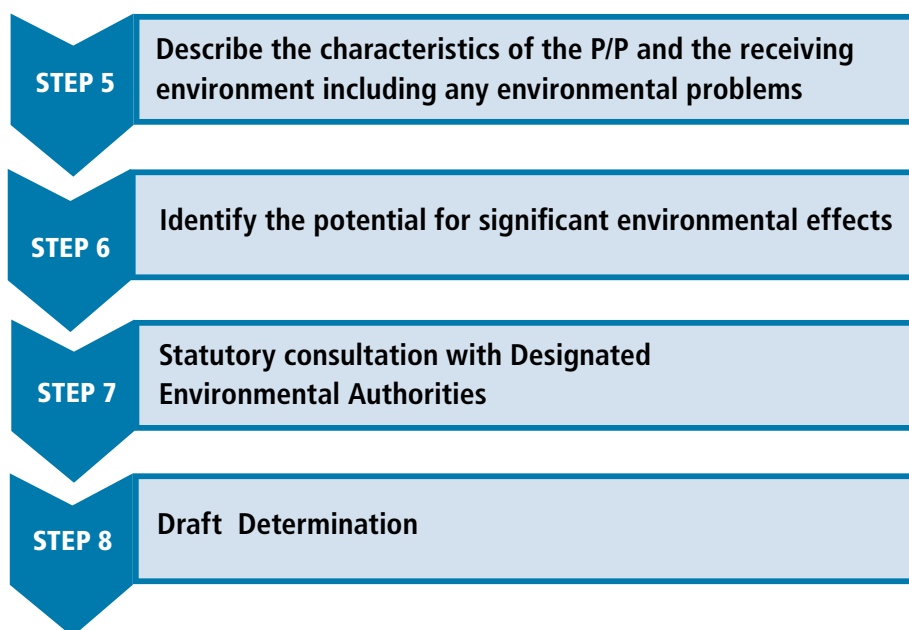 STEP 5
Describe the characteristics of the P/P and the receiving
environment including any environmental problems
STEP 6
Identify the potential for significant environmental effects
STEP 7
Statutory consultation with Designated
Environmental Authorities
STEP 8
Draft Determination